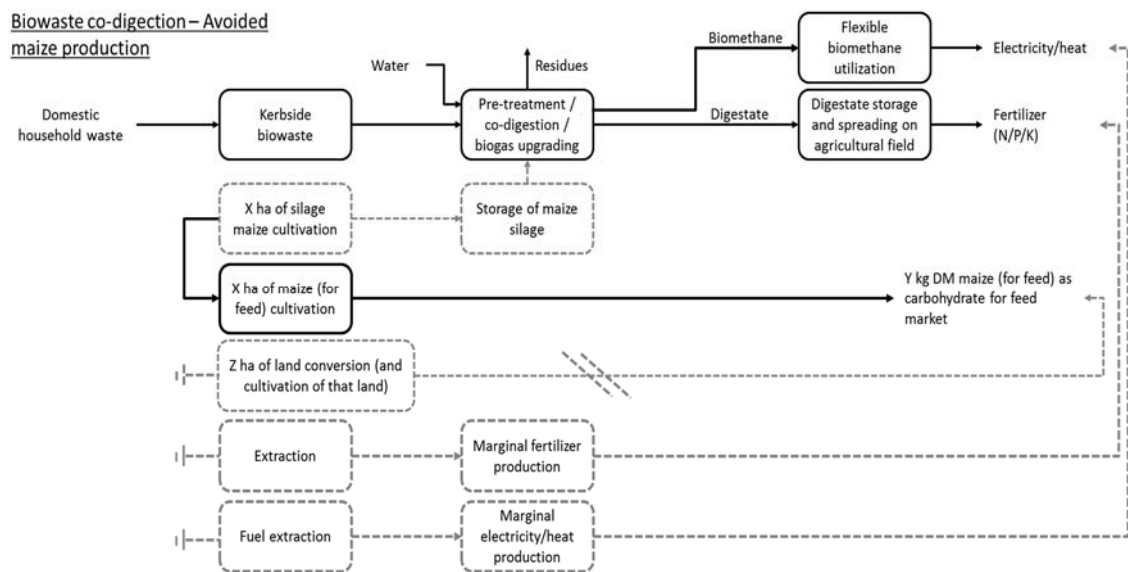 Biowaste co-digestion – Avoided
maize production
Water
Residues
Biomethane
Flexible
biomethane
utilization
Electricity/heat
Domestic
household waste
Kerbside
biowaste
Pre-treatment /
co-digestion /
biogas upgrading
Digestate
Digestate storage
and spreading on
agricultural field
Fertilizer
(N/P/K)
X ha of silage
maize cultivation
Storage of maize
silage
X ha of maize (for
feed) cultivation
Y kg DM maize (for feed) as
carbohydrate for feed
market
Z ha of land conversion (and
cultivation of that land)
Extraction
Marginal fertilizer
production
Fuel extraction
Marginal
electricity/heat
production